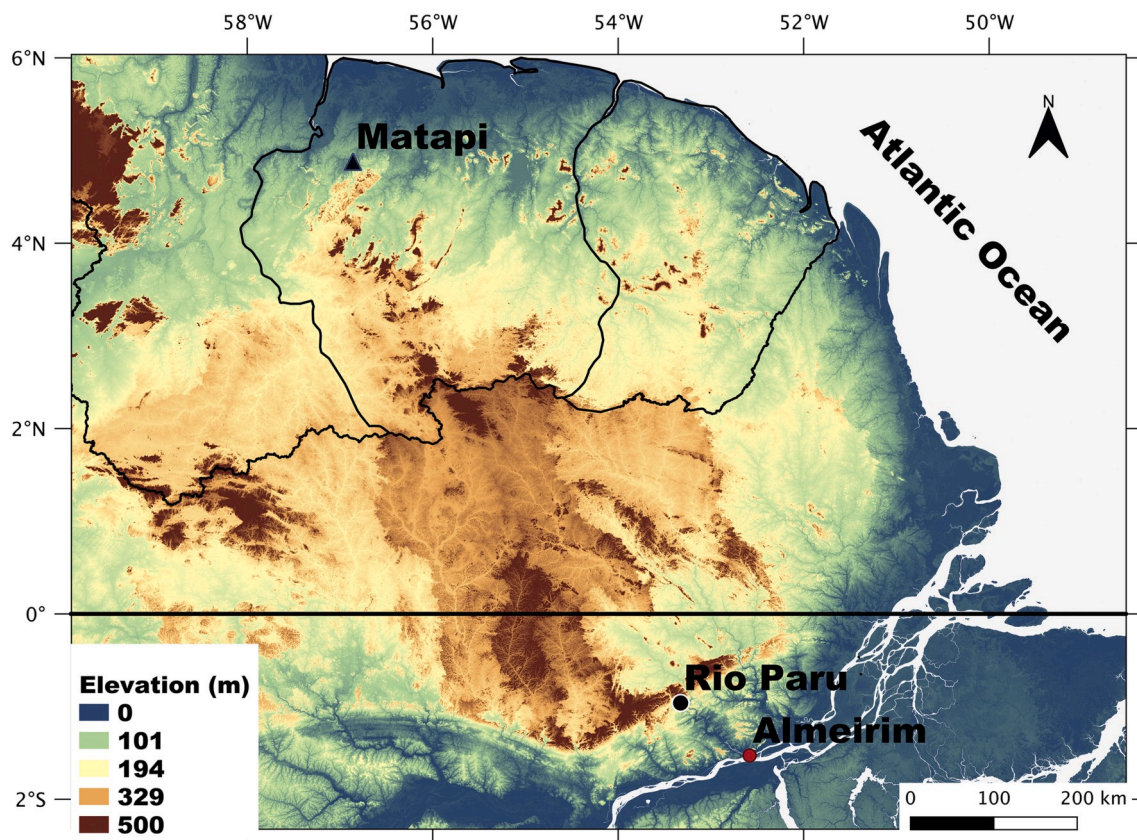 58°W 56°W 54°W 52°W 50°W
6°N
N
Matapi
Atlantic Ocean
4°N
2°N
0°
Rio Paru
Almeirim
Elevation (m)
0
101
194
329
500
2°S
0 100 200 km